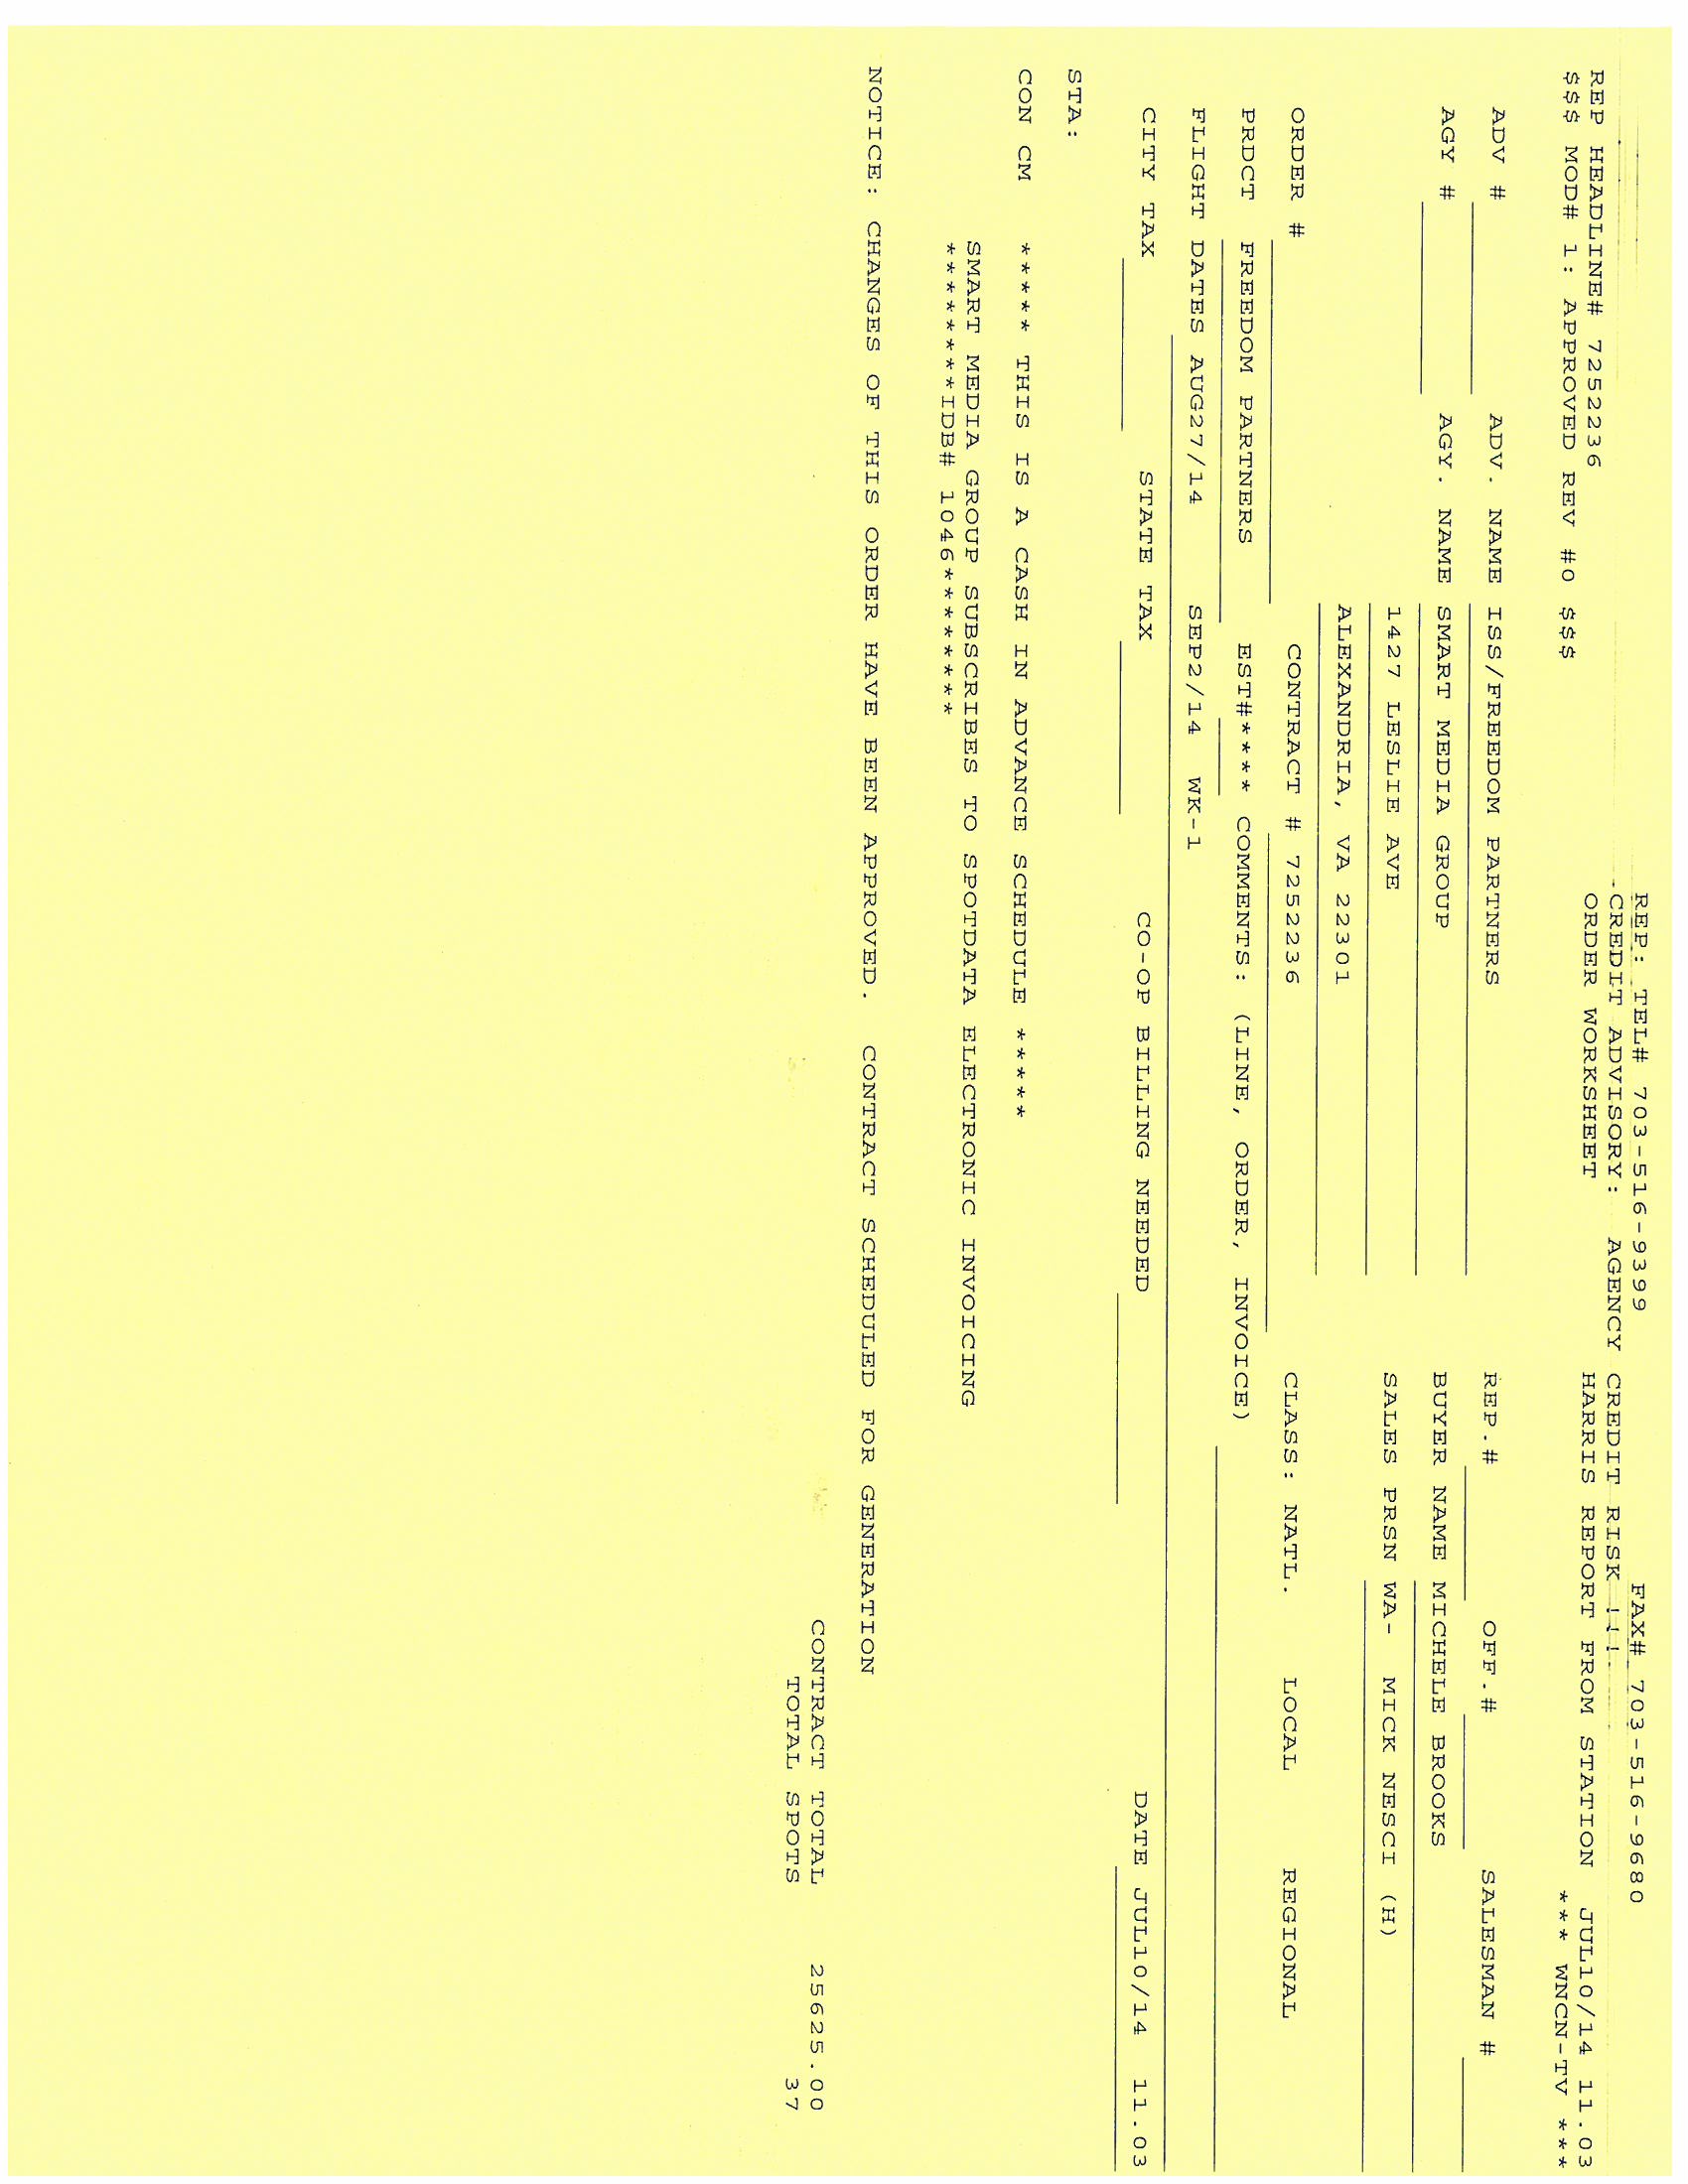 REP: TEL# 703-516-9399 FAX# 703-516-9680
CREDIT ADVISORY: AGENCY CREDIT RISK !!!
REP HEADLINE# 7252236 ORDER WORKSHEET HARRIS REPORT FROM STATION JUL10/14 11.03
$$$ MOD# 1: APPROVED REV #0 $$$ *** WNCN-TV ***
ADV # ADV. NAME ISS/FREEDOM PARTNERS REP.# OFF.# SALESMAN #
AGY # AGY. NAME SMART MEDIA GROUP BUYER NAME MICHELE BROOKS
1427 LESLIE AVE SALES PRSN WA- MICK NESCI (H)
ALEXANDRIA, VA 22301
ORDER # CONTRACT # 7252236 CLASS: NATL. LOCAL REGIONAL
PRDCT FREEDOM PARTNERS EST#**** COMMENTS: (LINE, ORDER, INVOICE)
FLIGHT DATES AUG27/14 SEP2/14 WK-1
CITY TAX STATE TAX CO-OP BILLING NEEDED DATE JUL10/14 11.03
STA:
CON CM ***** THIS IS A CASH IN ADVANCE SCHEDULE *****
SMART MEDIA GROUP SUBSCRIBES TO SPOTDATA ELECTRONIC INVOICING
********IDB# 1046********
NOTICE: CHANGES OF THIS ORDER HAVE BEEN APPROVED. CONTRACT SCHEDULED FOR GENERATION
CONTRACT TOTAL 25625.00
TOTAL SPOTS 37